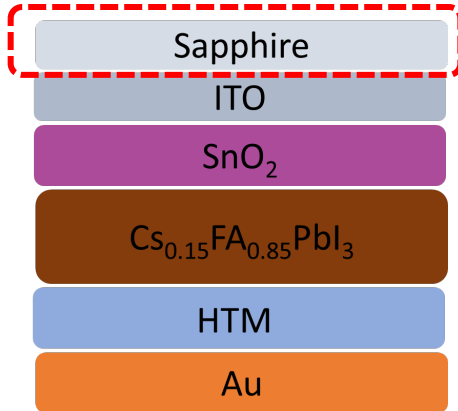 Sapphire
ITO
SnO₂
Cs₀.₁₅FA₀.₈₅PbI₃
HTM
Au